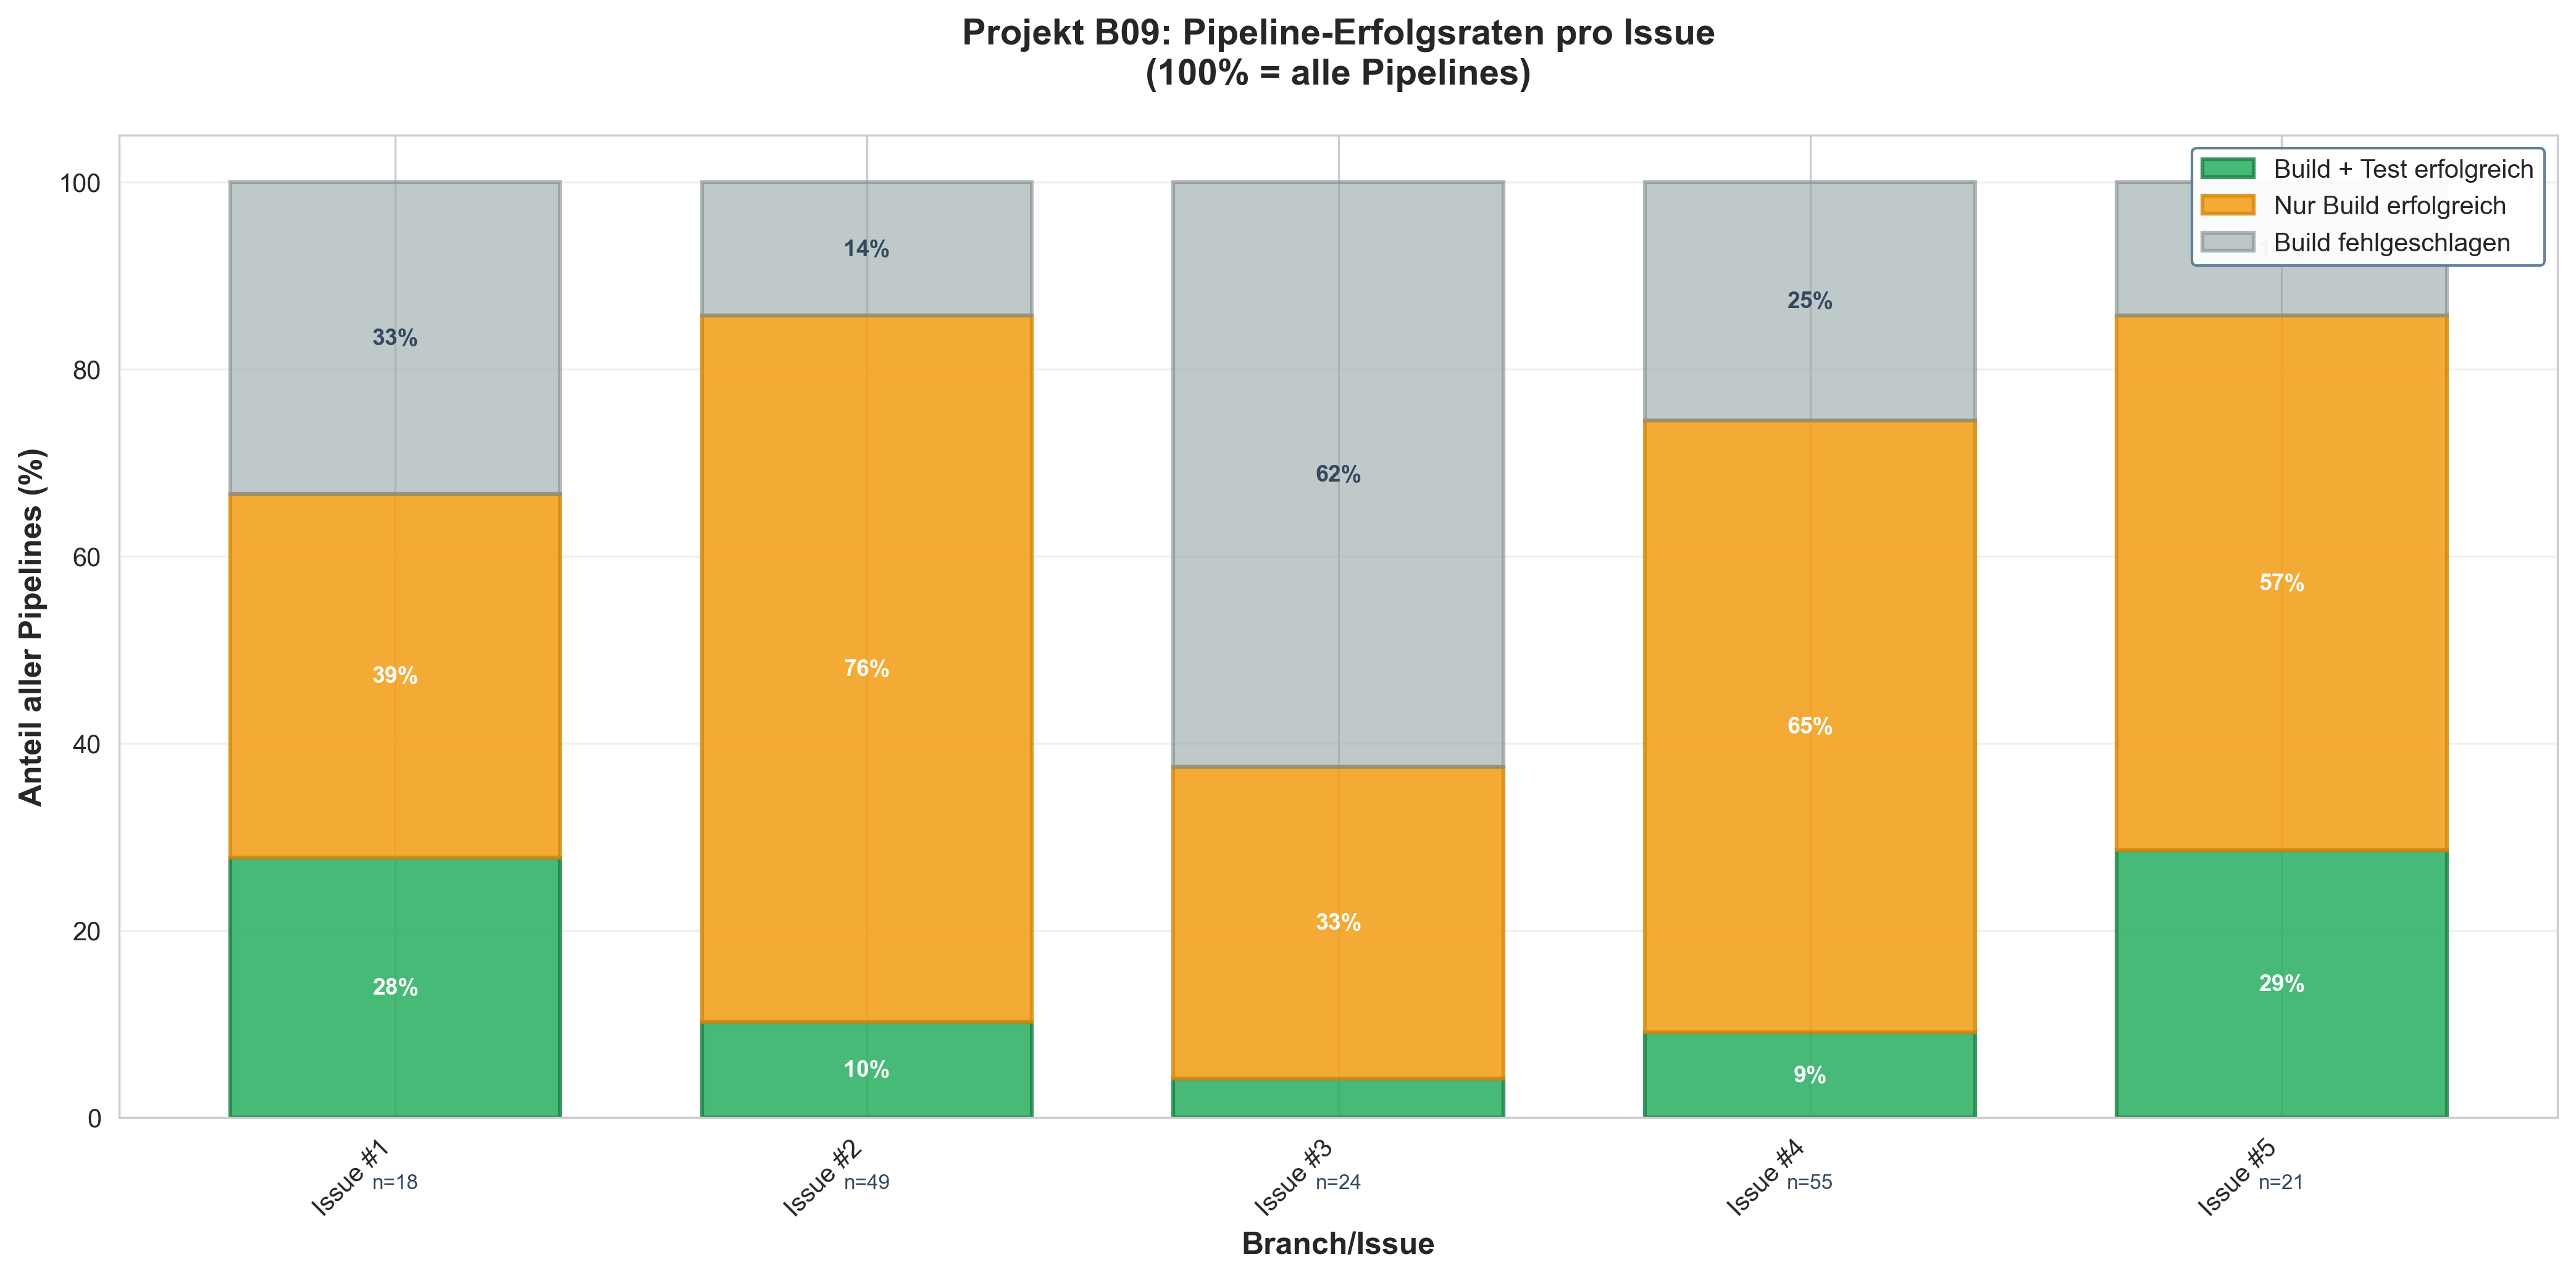 Projekt B09: Pipeline-Erfolgsraten pro Issue
(100% = alle Pipelines)
Build + Test erfolgreich
Nur Build erfolgreich
Build fehlgeschlagen
Anteil aller Pipelines (%)
100
80
60
40
20
0
33%
39%
28%
14%
76%
10%
62%
33%
25%
65%
9%
57%
29%
Issue #1
n=18
Issue #2
n=49
Issue #3
n=24
Issue #4
n=55
Issue #5
n=21
Branch/Issue